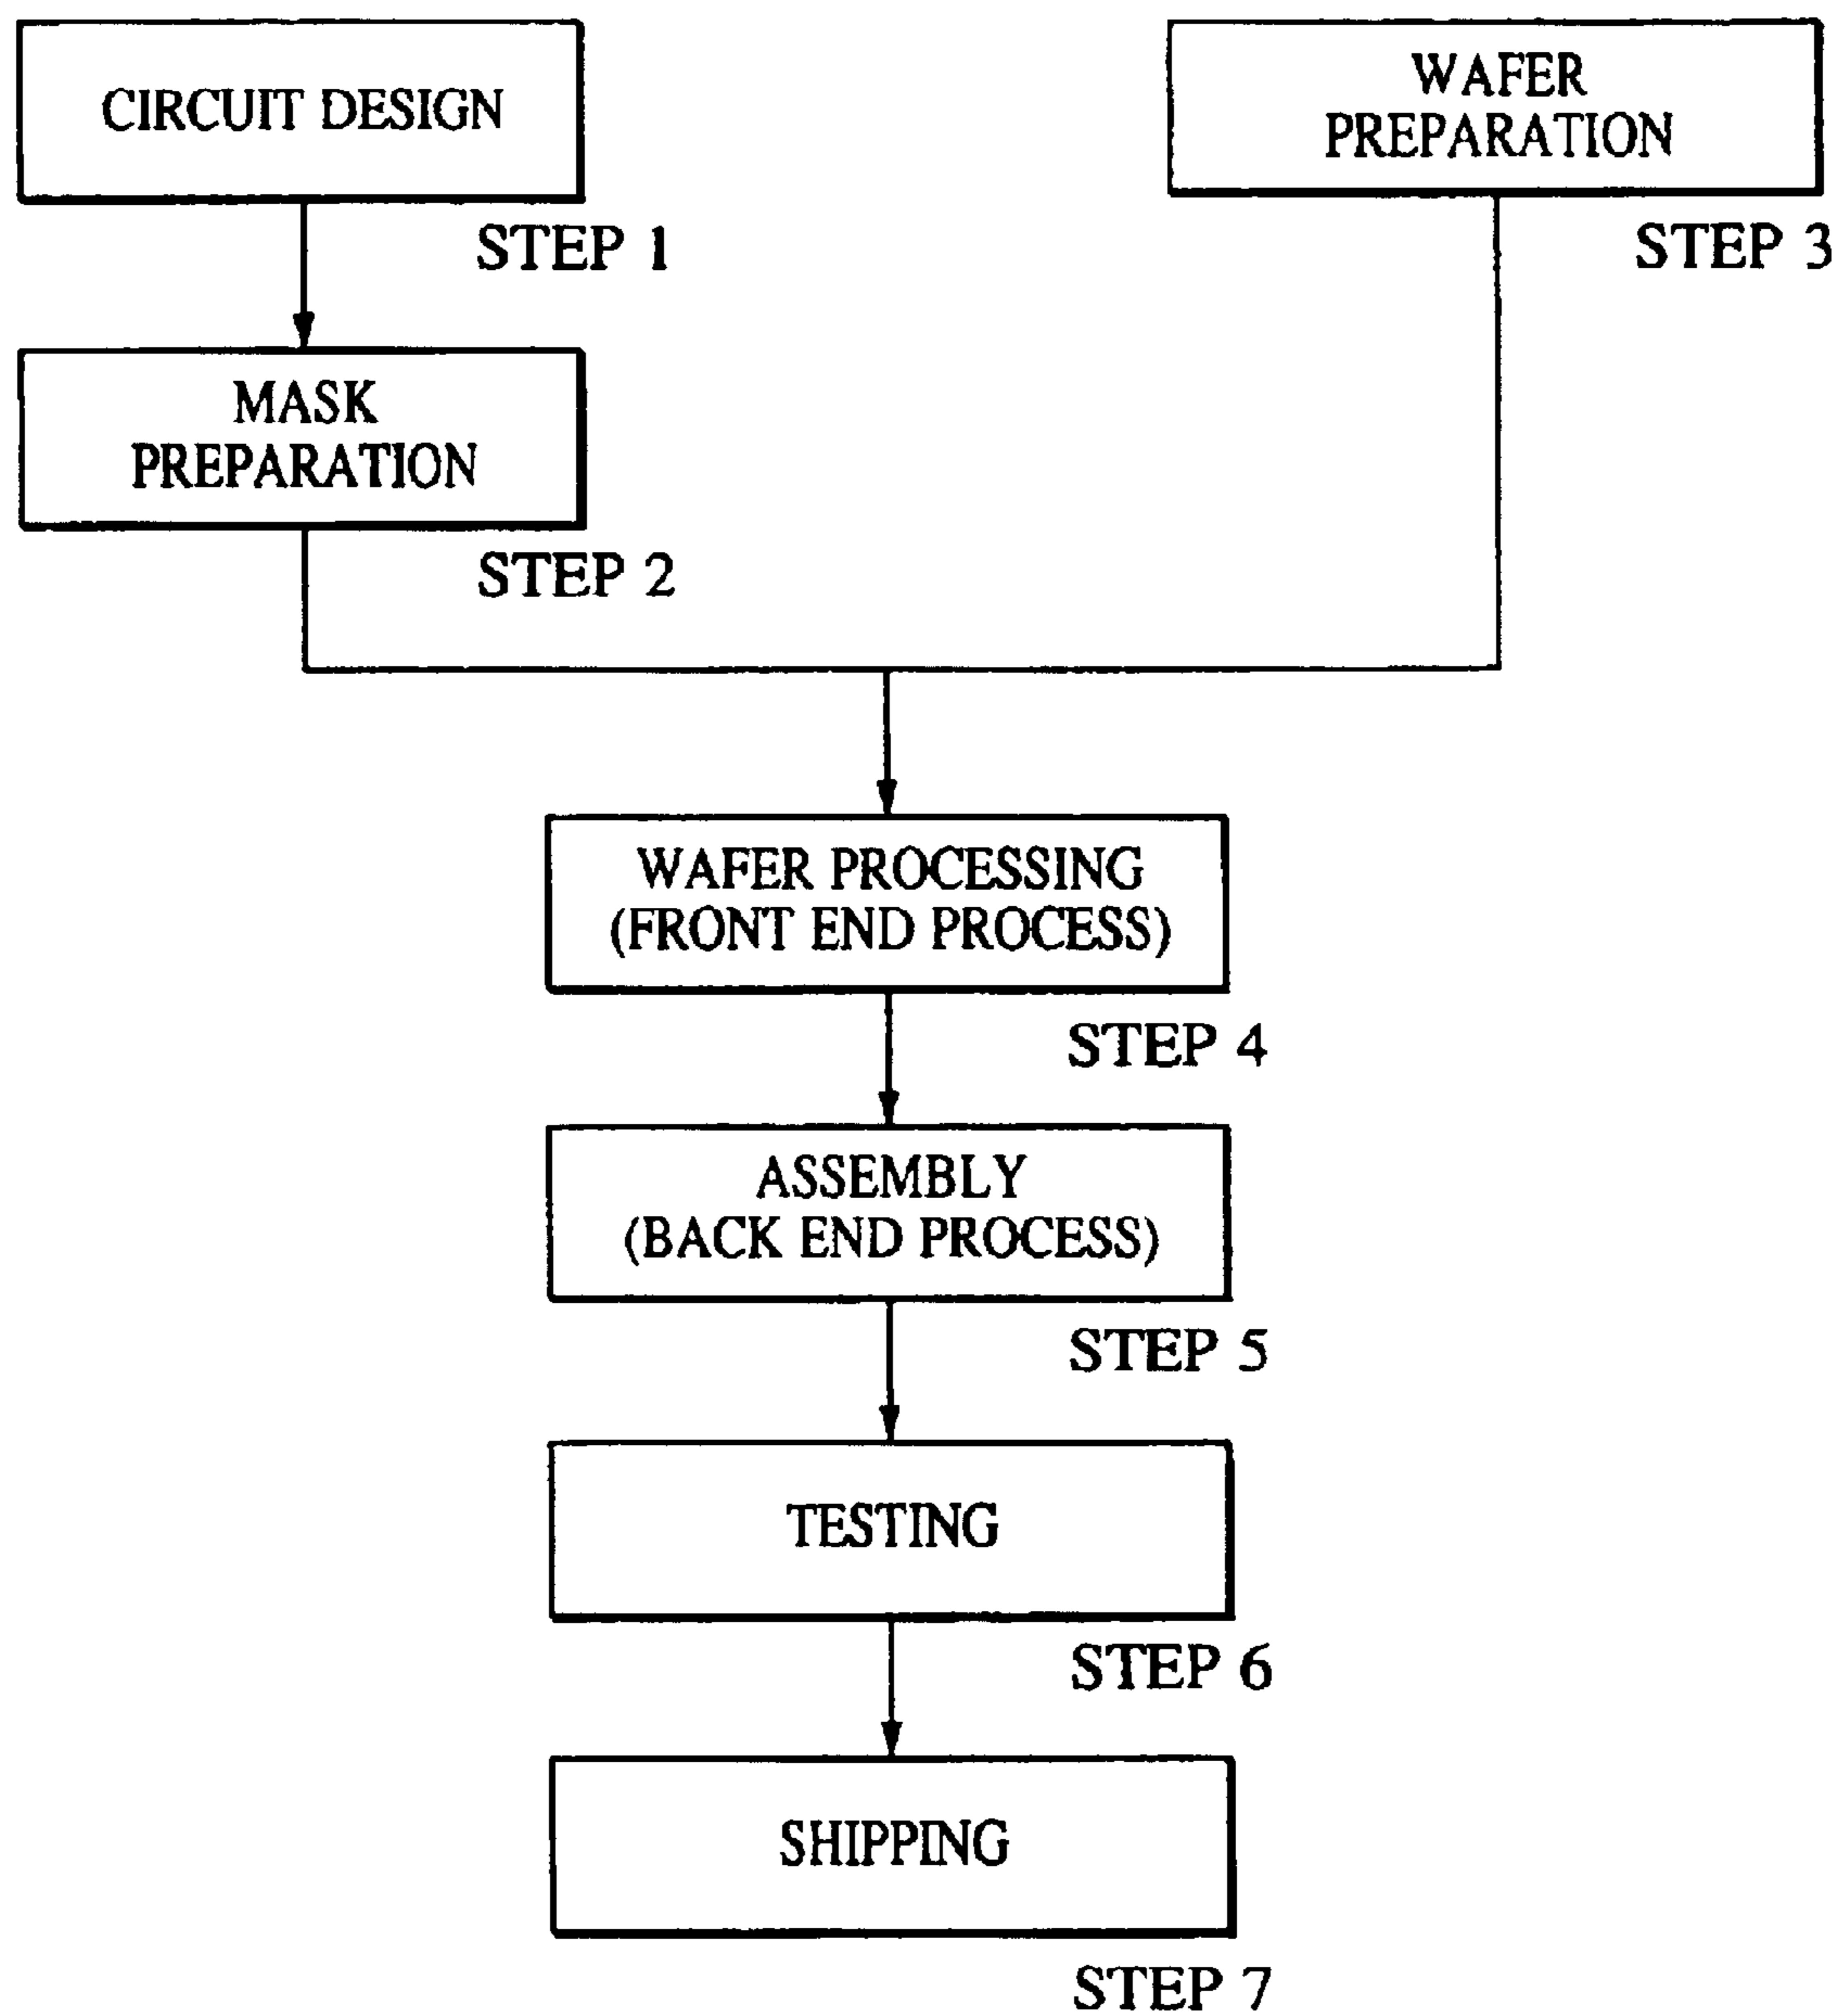 CIRCUIT DESIGN
STEP 1
MASK
PREPARATION
STEP 2
WAFER
PREPARATION
STEP 3
WAFER PROCESSING
(FRONT END PROCESS)
STEP 4
ASSEMBLY
(BACK END PROCESS)
STEP 5
TESTING
STEP 6
SHIPPING
STEP 7